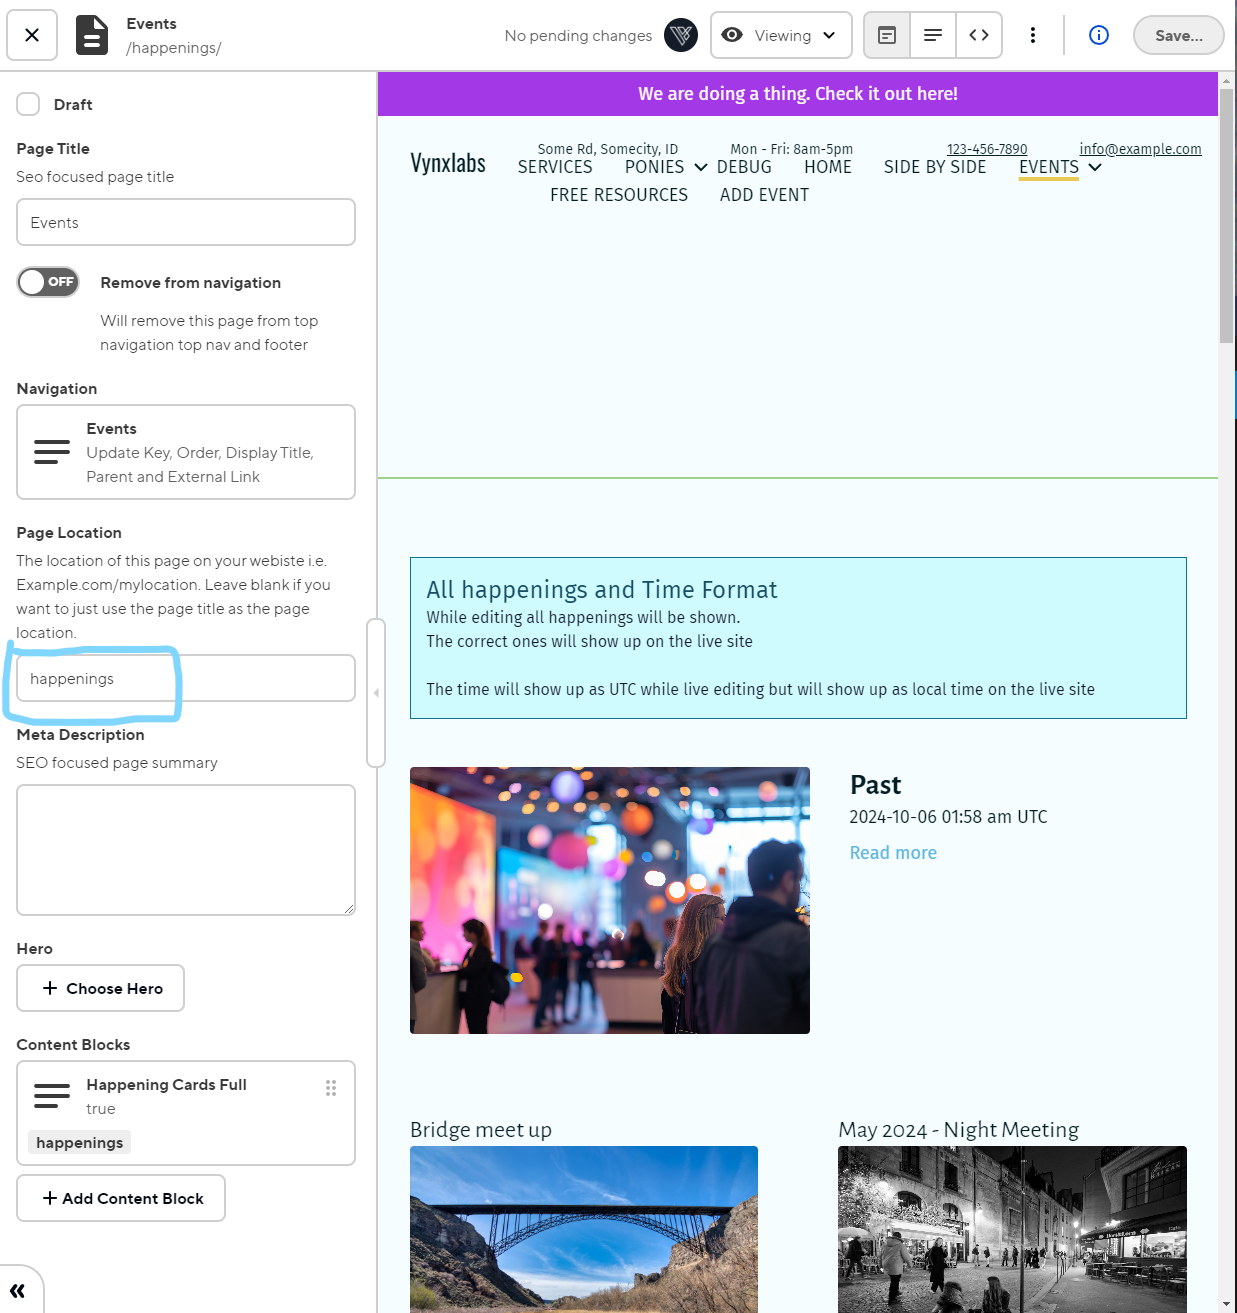 Events
/happenings/
No pending changes
Viewing
Save...
Draft
Page Title
Seo focused page title
Events
OFF
Remove from navigation
Will remove this page from top
navigation top nav and footer
Navigation
Events
Update Key, Order, Display Title,
Parent and External Link
Page Location
The location of this page on your webiste i.e.
Example.com/mylocation. Leave blank if you
want to just use the page title as the page
location.
happenings
Meta Description
SEO focused page summary
Hero
+ Choose Hero
Content Blocks
Happening Cards Full
true
happenings
+ Add Content Block
We are doing a thing. Check it out here!
Vynxlabs
Some Rd, Somecity, ID
Mon - Fri: 8am-5pm
123-456-7890
info@example.com
SERVICES PONIES DEBUG HOME SIDE BY SIDE EVENTS
FREE RESOURCES ADD EVENT
All happenings and Time Format
While editing all happenings will be shown.
The correct ones will show up on the live site
The time will show up as UTC while live editing but will show up as local time on the live site
Past
2024-10-06 01:58 am UTC
Read more
Bridge meet up
May 2024 - Night Meeting